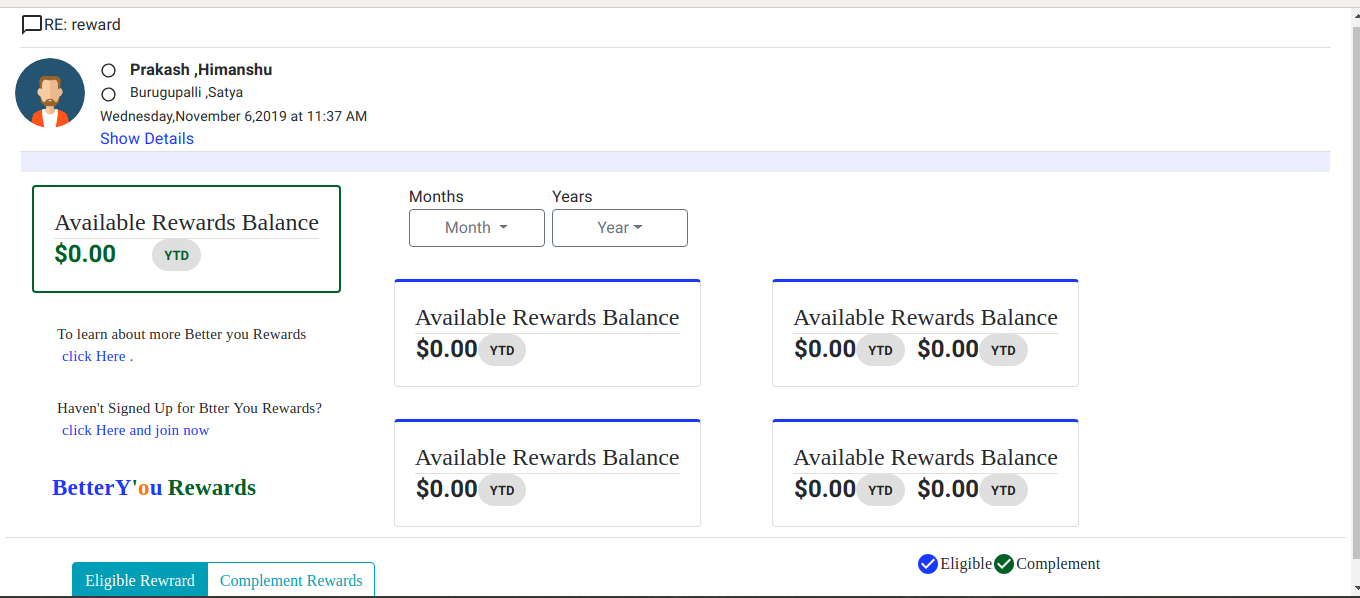 RE: reward
Prakash ,Himanshu
Burugupalli ,Satya
Wednesday,November 6,2019 at 11:37 AM
Show Details
Available Rewards Balance
$0.00 YTD
To learn about more Better you Rewards
click Here .
Haven't Signed Up for Btter You Rewards?
click Here and join now
BetterY'ou Rewards
Months Years
Month Year
Available Rewards Balance
$0.00 YTD
Available Rewards Balance
$0.00 YTD $0.00 YTD
Available Rewards Balance
$0.00 YTD
Available Rewards Balance
$0.00 YTD $0.00 YTD
Eligible Complement
Eligible Rewrard Complement Rewards